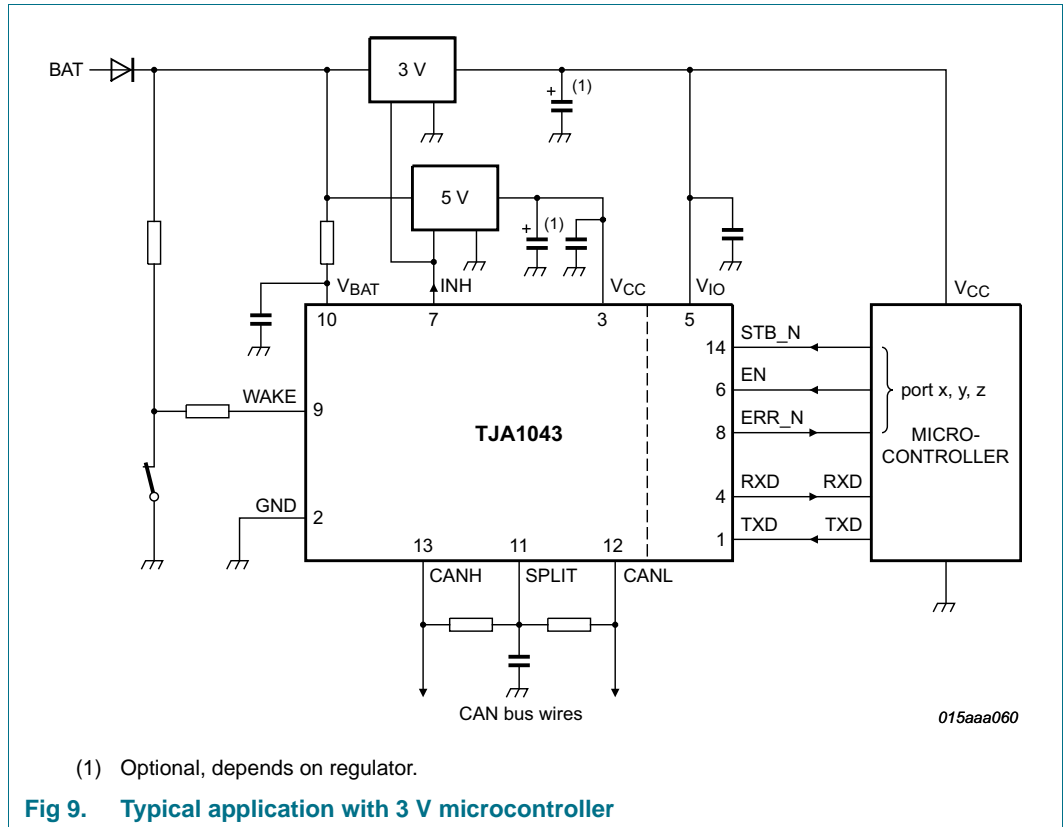 BAT
3 V
+ (1)
5 V
+ (1)
VBAT
INH
VCC
VIO
VCC
10
7
3
5
14
STB_N
6
EN
port x, y, z
WAKE
9
8
ERR_N
TJA1043
MICRO-
CONTROLLER
4
RXD
RXD
GND
2
1
TXD
TXD
13
11
12
CANH
SPLIT
CANL
CAN bus wires
015aaa060
(1) Optional, depends on regulator.
Fig 9. Typical application with 3 V microcontroller